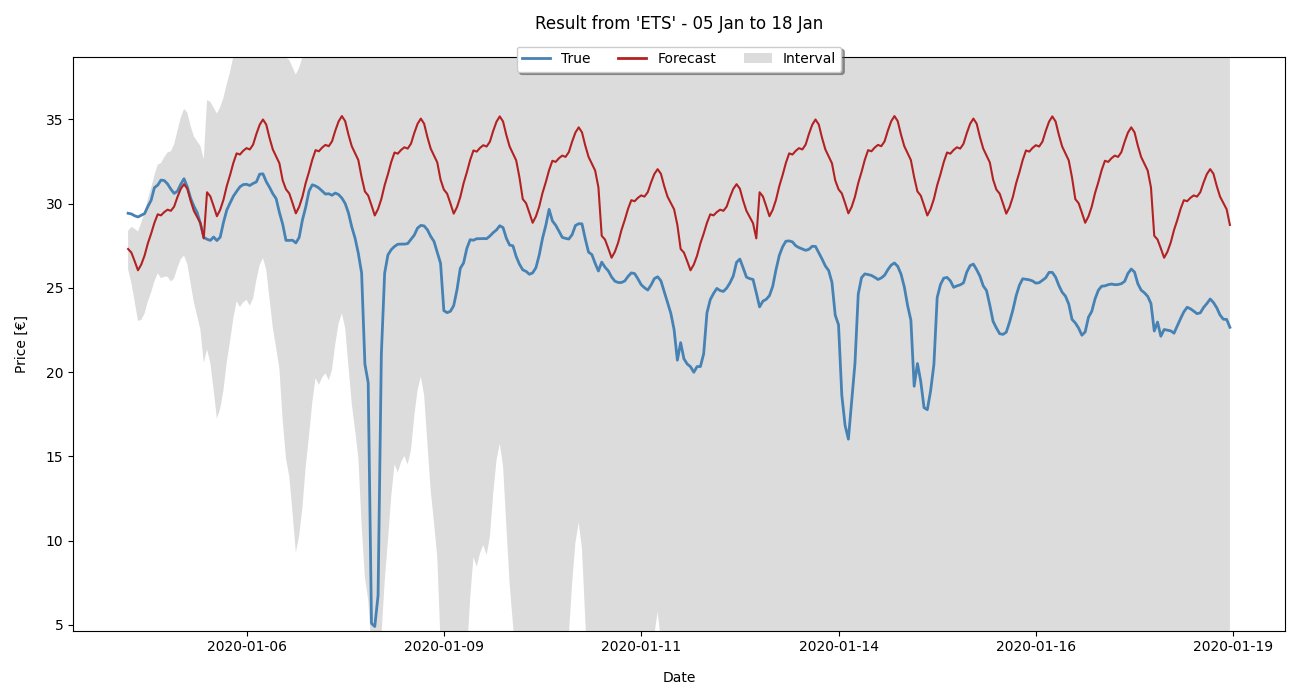 Result from 'ETS' - 05 Jan to 18 Jan
True Forecast Interval
Price [€]
35
30
25
20
15
10
5
2020-01-06 2020-01-09 2020-01-11 2020-01-14 2020-01-16 2020-01-19
Date